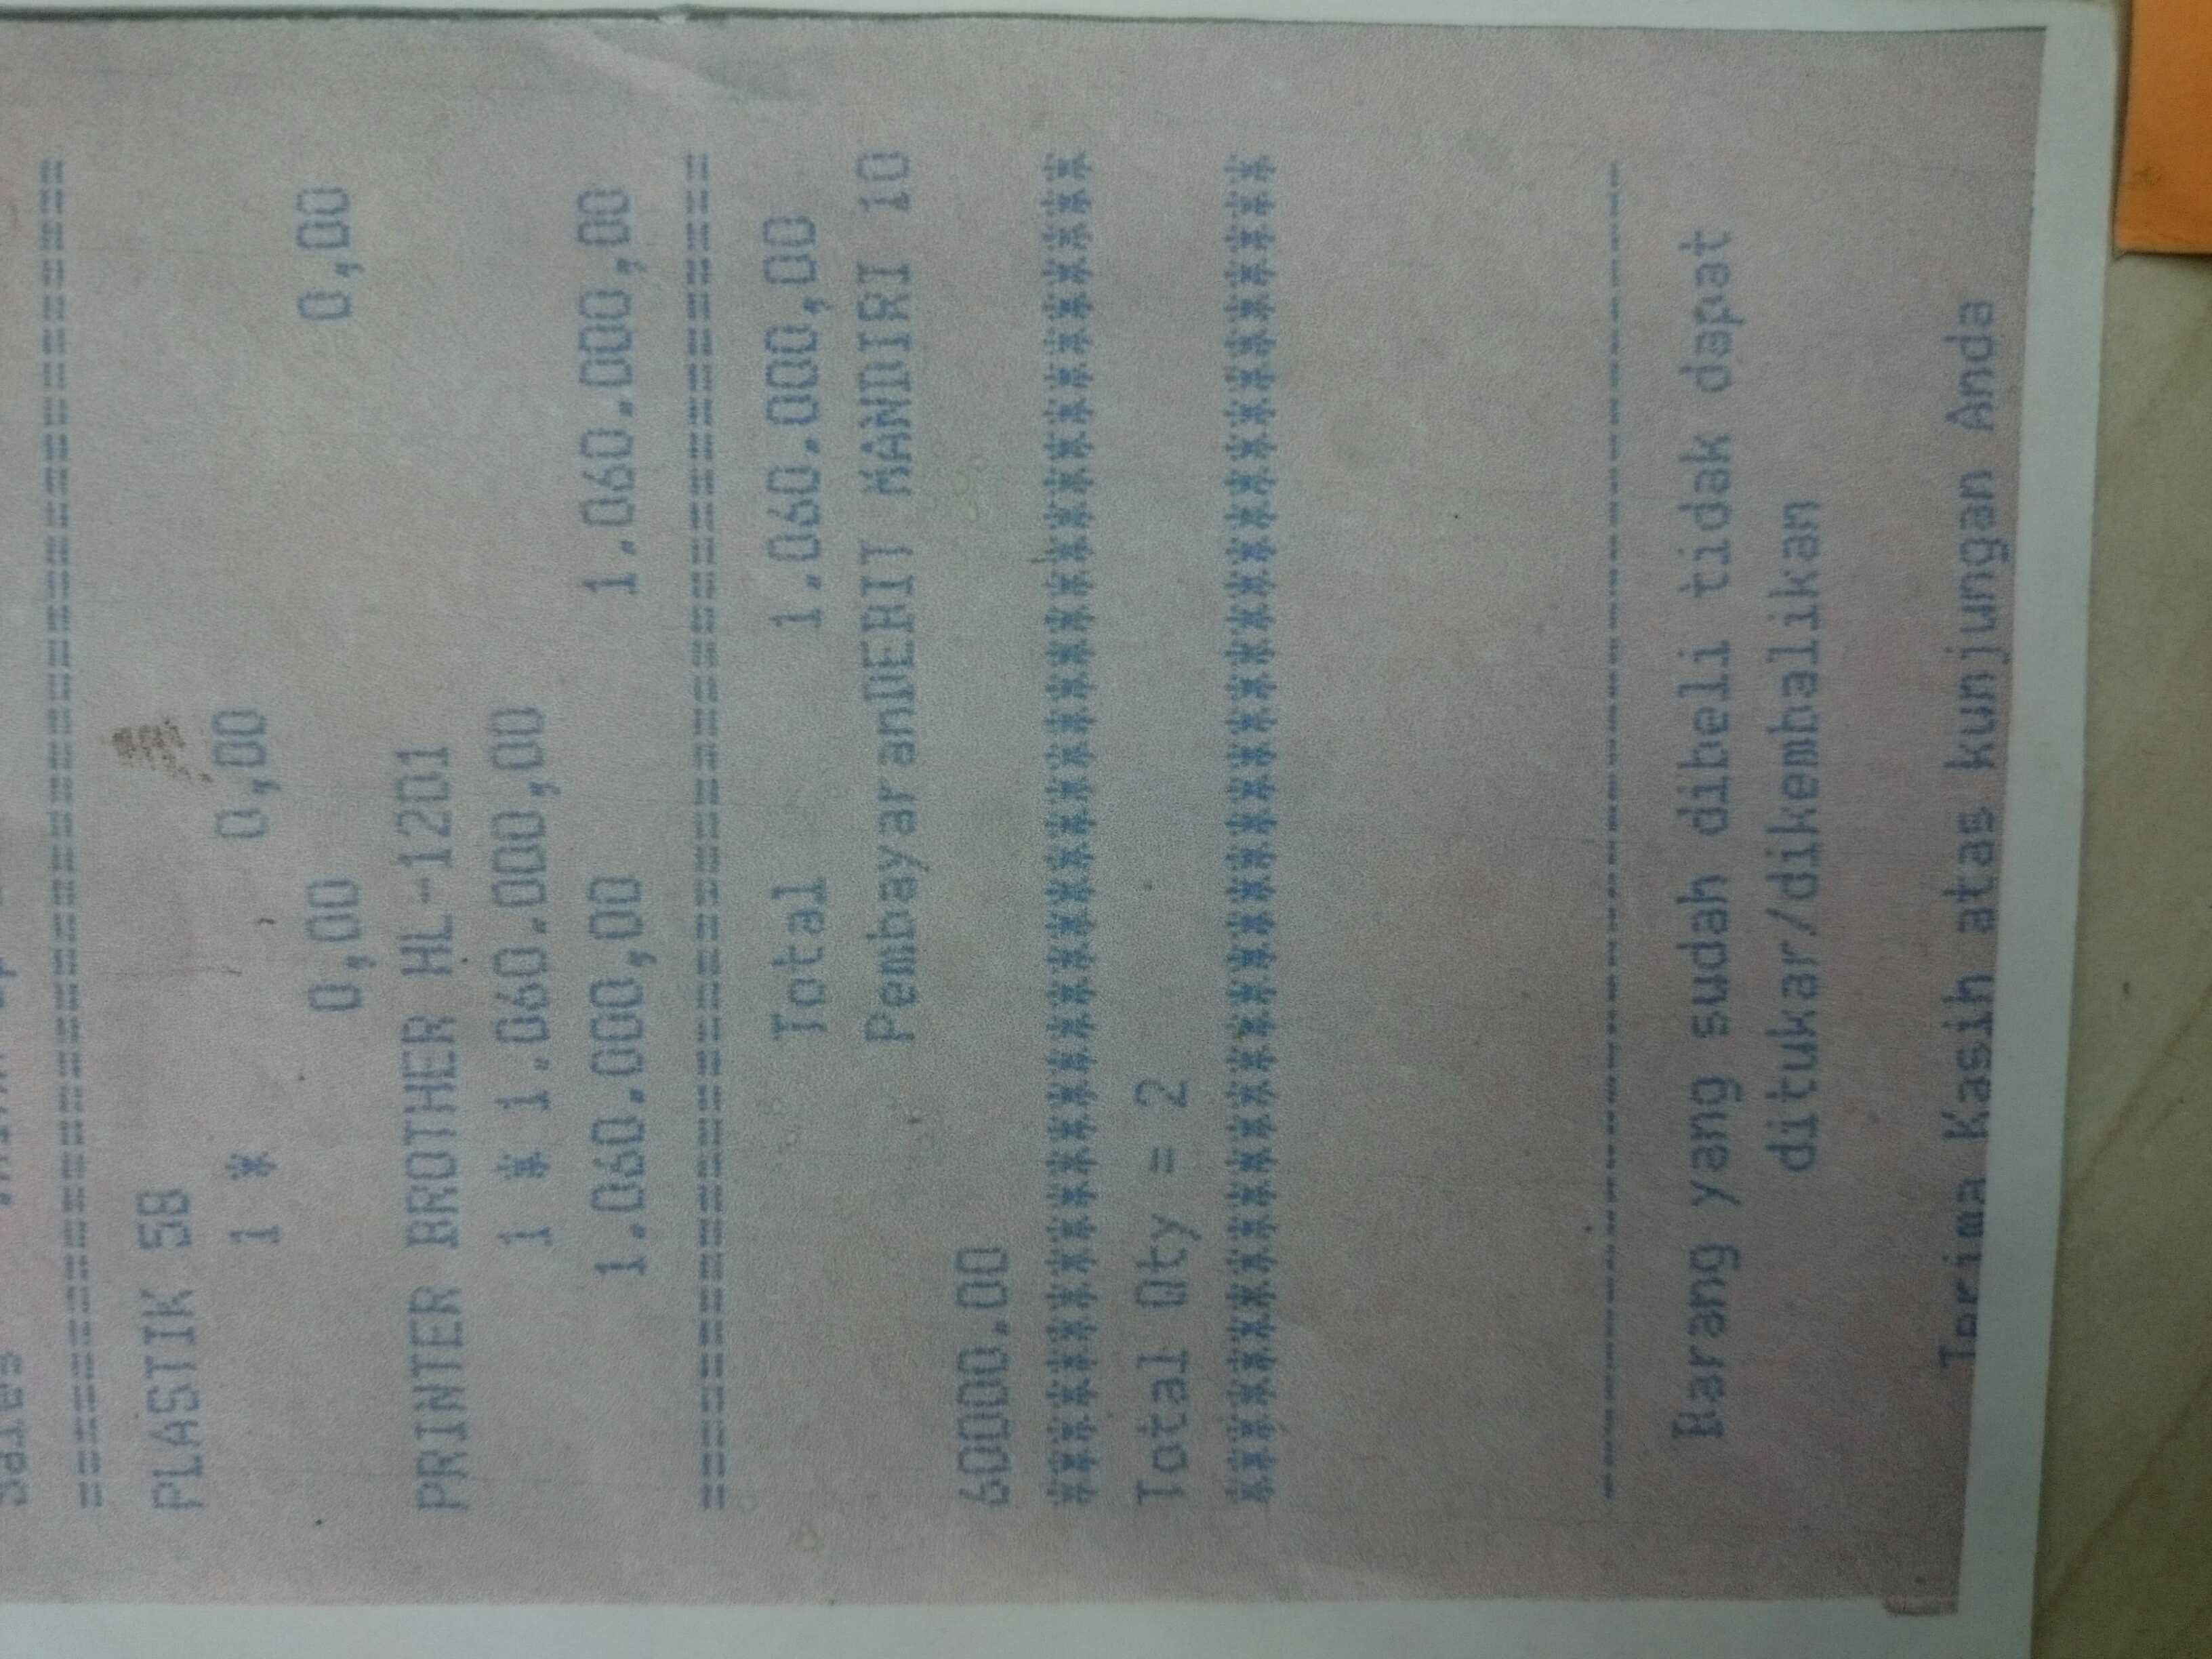 Sales
========================================
PLASTIK SB
1 * 0,00
0,00 0,00
PRINTER BROTHER HL-1201
1 * 1.060.000,00
1.060.000,00 1.060.000,00
========================================
Total 1.060.000,00
PembayaranDEBIT MANDIRI 10
60000.00
****************************************
Total Qty = 2
****************************************
----------------------------------------
Barang yang sudah dibeli tidak dapat
ditukar/dikembalikan
Terima Kasih atas kunjungan Anda